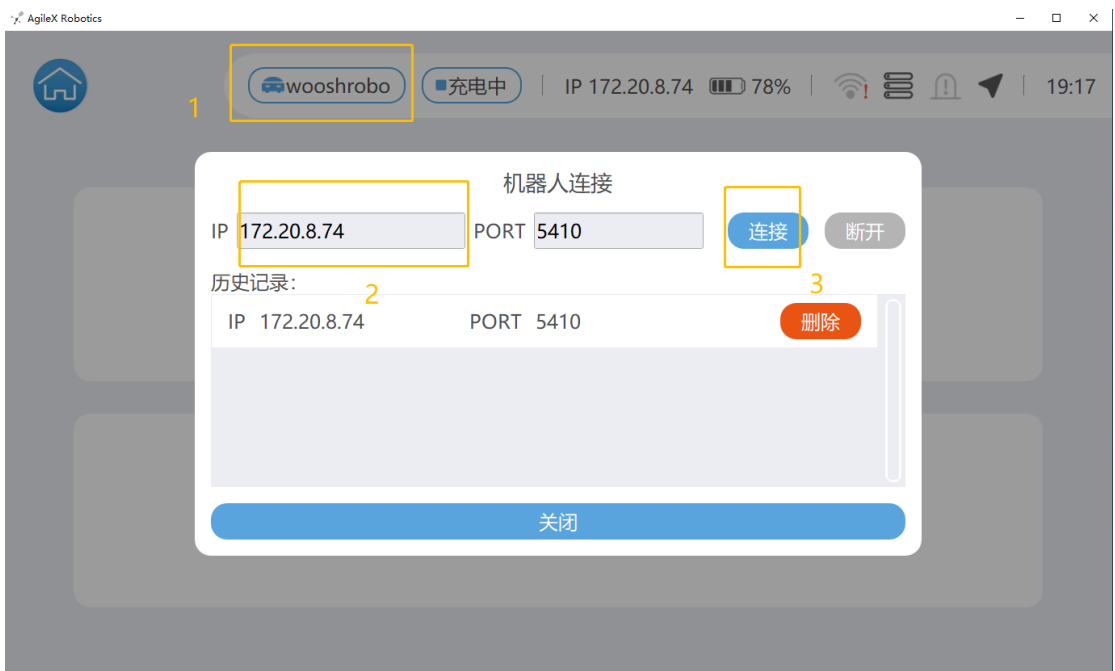 AgileX Robotics
1
wooshrobo 充电中 IP 172.20.8.74 78% 19:17
机器人连接
IP 172.20.8.74 PORT 5410 连接 断开
历史记录:
2
3
IP 172.20.8.74 PORT 5410 删除
关闭